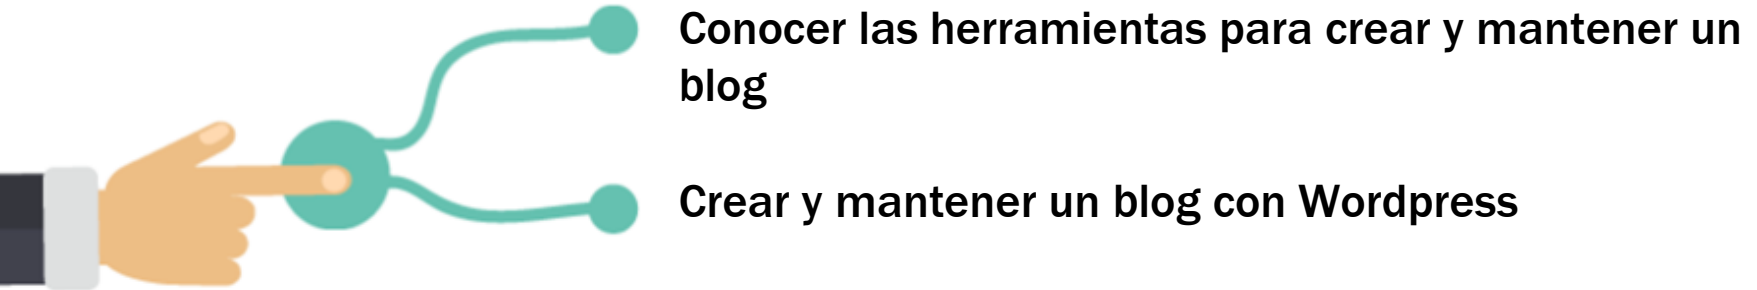 Conocer las herramientas para crear y mantener un
blog
Crear y mantener un blog con Wordpress